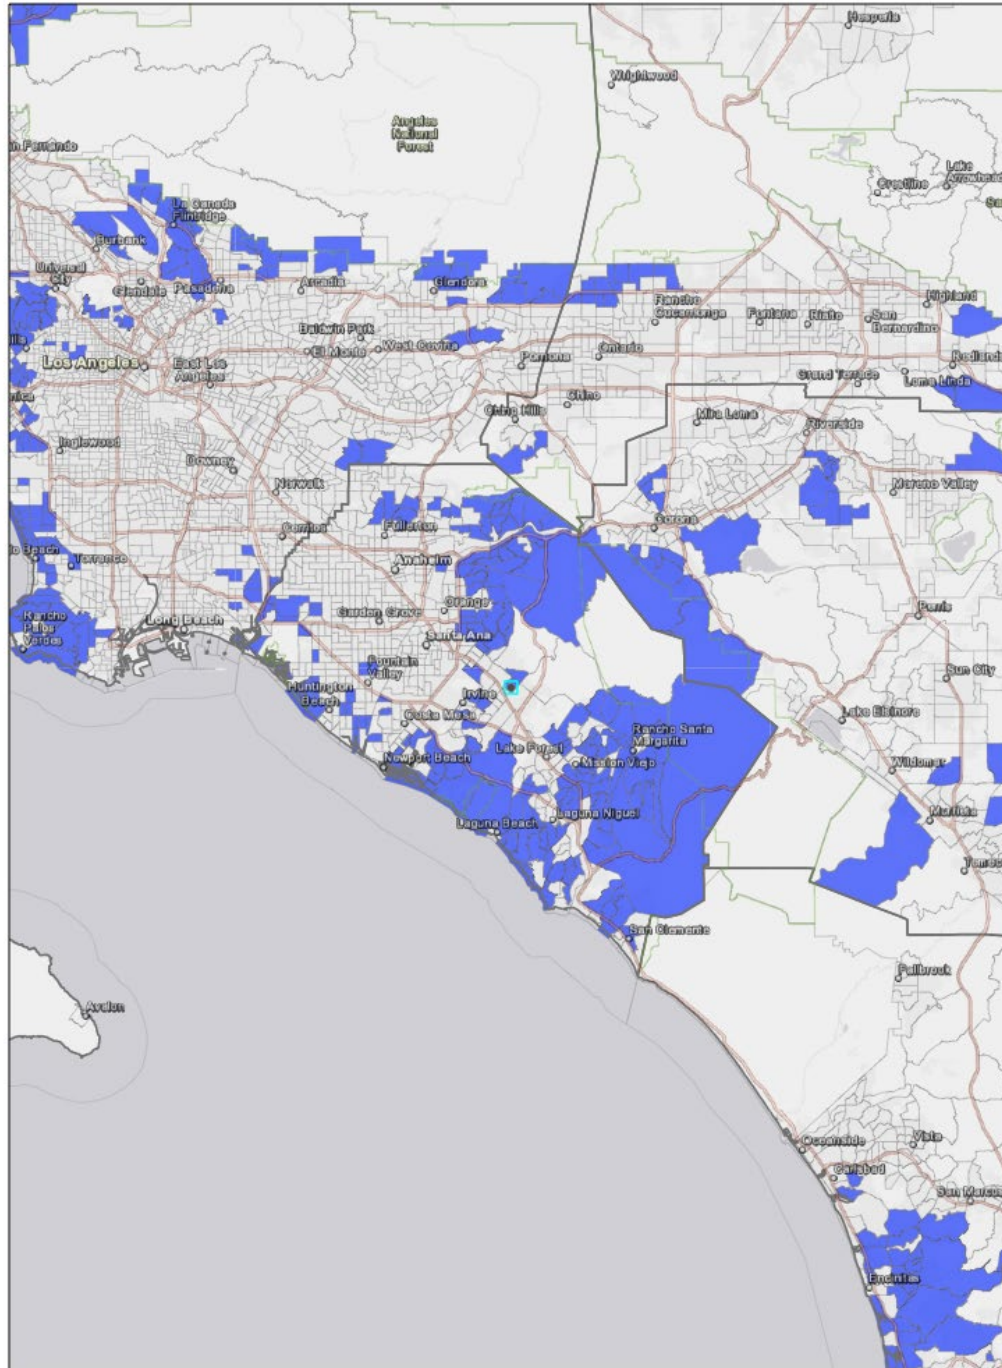 Hesperia
Wrightwood
Angeles
National
Forest
San Fernando
Lake
Arrowhead
Crestline
La Canada
Flintridge
Burbank
Universal
City
Glendale
Pasadena
Arcadia
Glendora
Rancho
Cucamonga
Fontana
Rialto
San
Bernardino
Highland
Baldwin Park
El Monte
West Covina
Los Angeles
East Los
Angeles
Pomona
Ontario
Redlands
Loma Linda
Grand Terrace
Chino Hills
Chino
Mira Loma
Riverside
Inglewood
Downey
Norwalk
Moreno Valley
Cerritos
Fullerton
Corona
Torrance
Anaheim
Rancho
Palos
Verdes
Long Beach
Garden Grove
Orange
Santa Ana
Perris
Fountain
Valley
Sun City
Huntington
Beach
Irvine
Costa Mesa
Lake Elsinore
Rancho Santa
Margarita
Lake Forest
Newport Beach
Mission Viejo
Wildomar
Laguna Beach
Laguna Niguel
Murrieta
San Clemente
Fallbrook
Avalon
Oceanside
Vista
Carlsbad
San Marcos
Encinitas